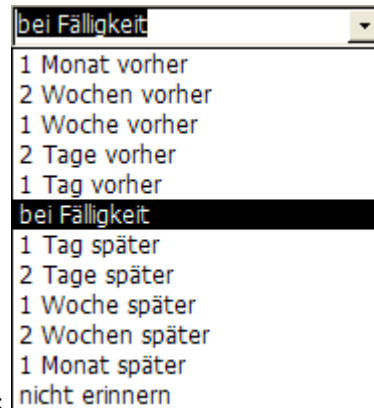 bei Fälligkeit
1 Monat vorher
2 Wochen vorher
1 Woche vorher
2 Tage vorher
1 Tag vorher
bei Fälligkeit
1 Tag später
2 Tage später
1 Woche später
2 Wochen später
1 Monat später
nicht erinnern